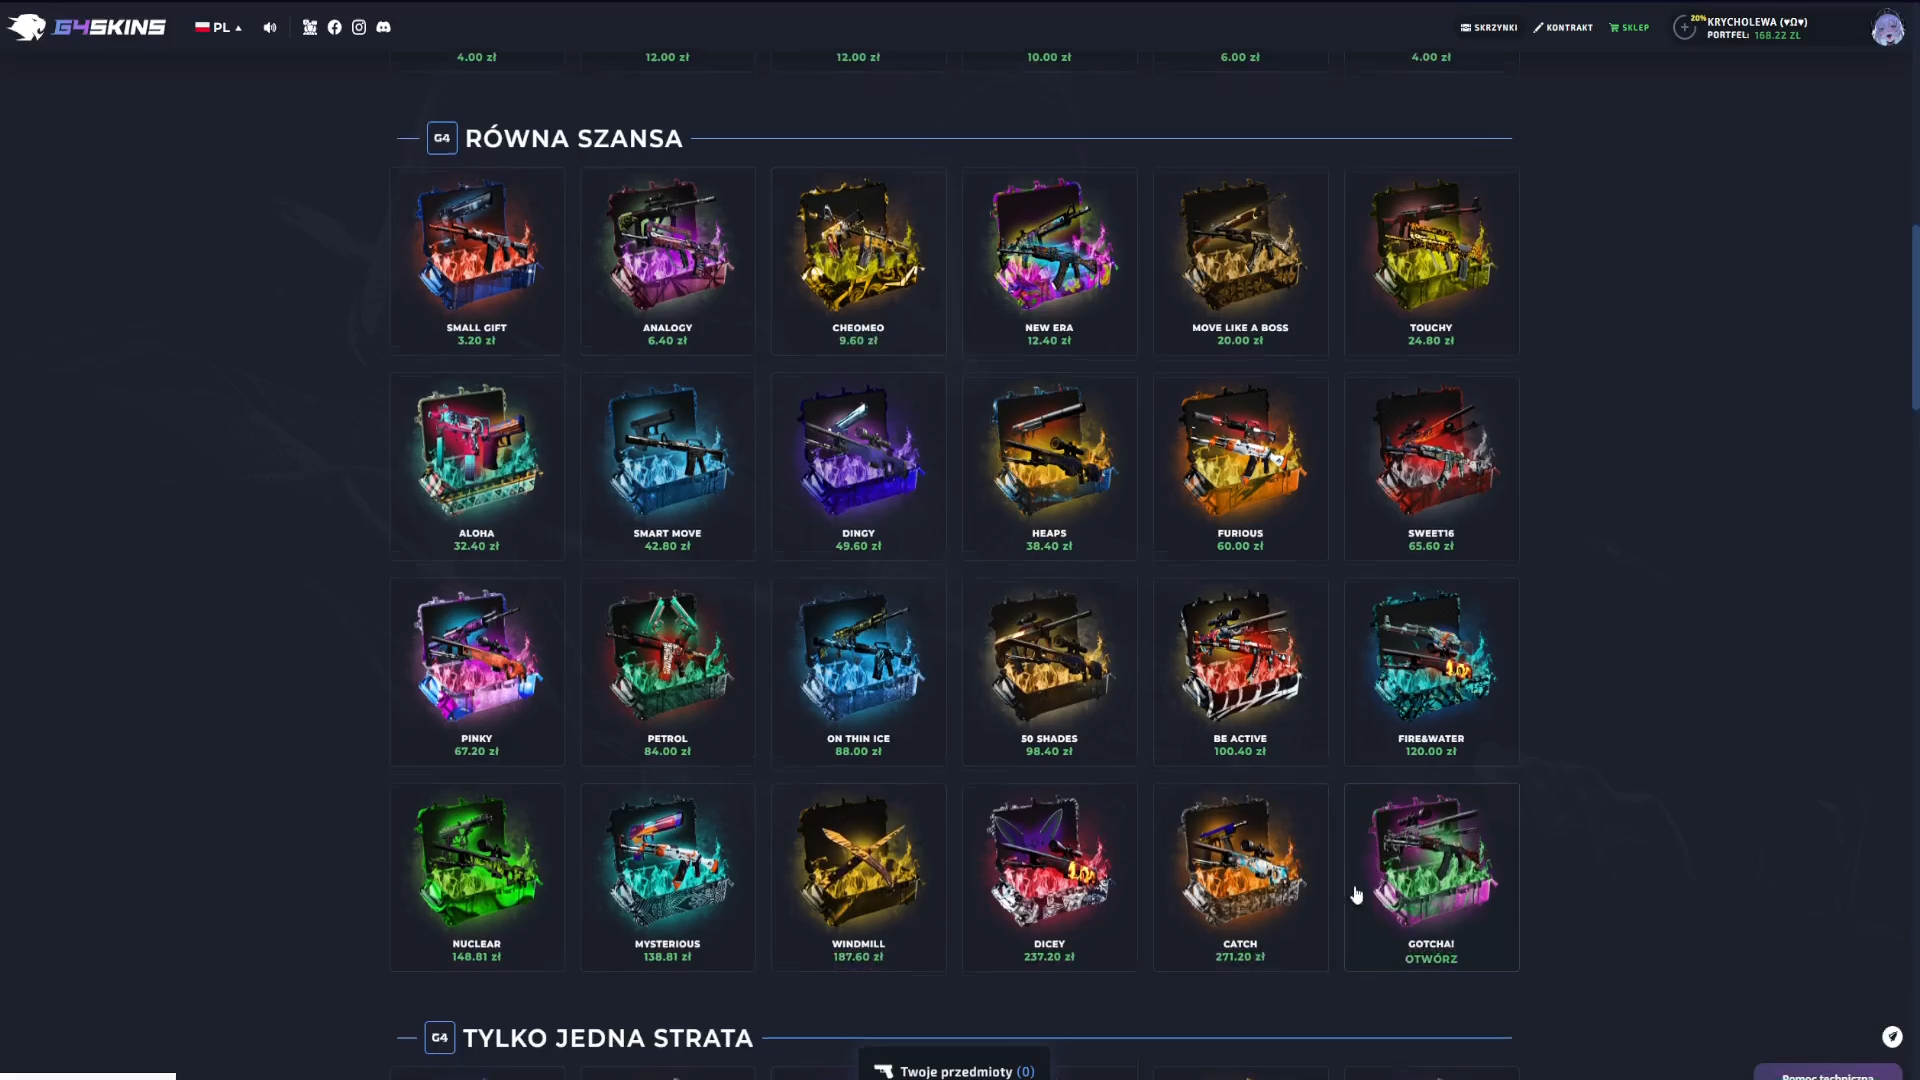 G4SKINS
PL
SKRZYNKI
KONTRAKT
SKLEP
20%
KRYCHOLEWA (♥Ω♥)
PORTFEL: 168.22 ZŁ
4.00 zł
12.00 zł
12.00 zł
10.00 zł
6.00 zł
4.00 zł
G4 RÓWNA SZANSA
SMALL GIFT
3.20 zł
ANALOGY
6.40 zł
CHEOMEO
9.60 zł
NEW ERA
12.40 zł
MOVE LIKE A BOSS
20.00 zł
TOUCHY
24.80 zł
ALOHA
32.40 zł
SMART MOVE
42.80 zł
DINGY
49.60 zł
HEAPS
38.40 zł
FURIOUS
60.00 zł
SWEET16
65.60 zł
PINKY
67.20 zł
PETROL
84.00 zł
ON THIN ICE
88.00 zł
50 SHADES
98.40 zł
BE ACTIVE
100.40 zł
FIRE&WATER
120.00 zł
NUCLEAR
148.81 zł
MYSTERIOUS
138.81 zł
WINDMILL
187.60 zł
DICEY
237.20 zł
CATCH
271.20 zł
GOTCHA!
OTWÓRZ
G4 TYLKO JEDNA STRATA
Twoje przedmioty (0)
Pomoc techniczna